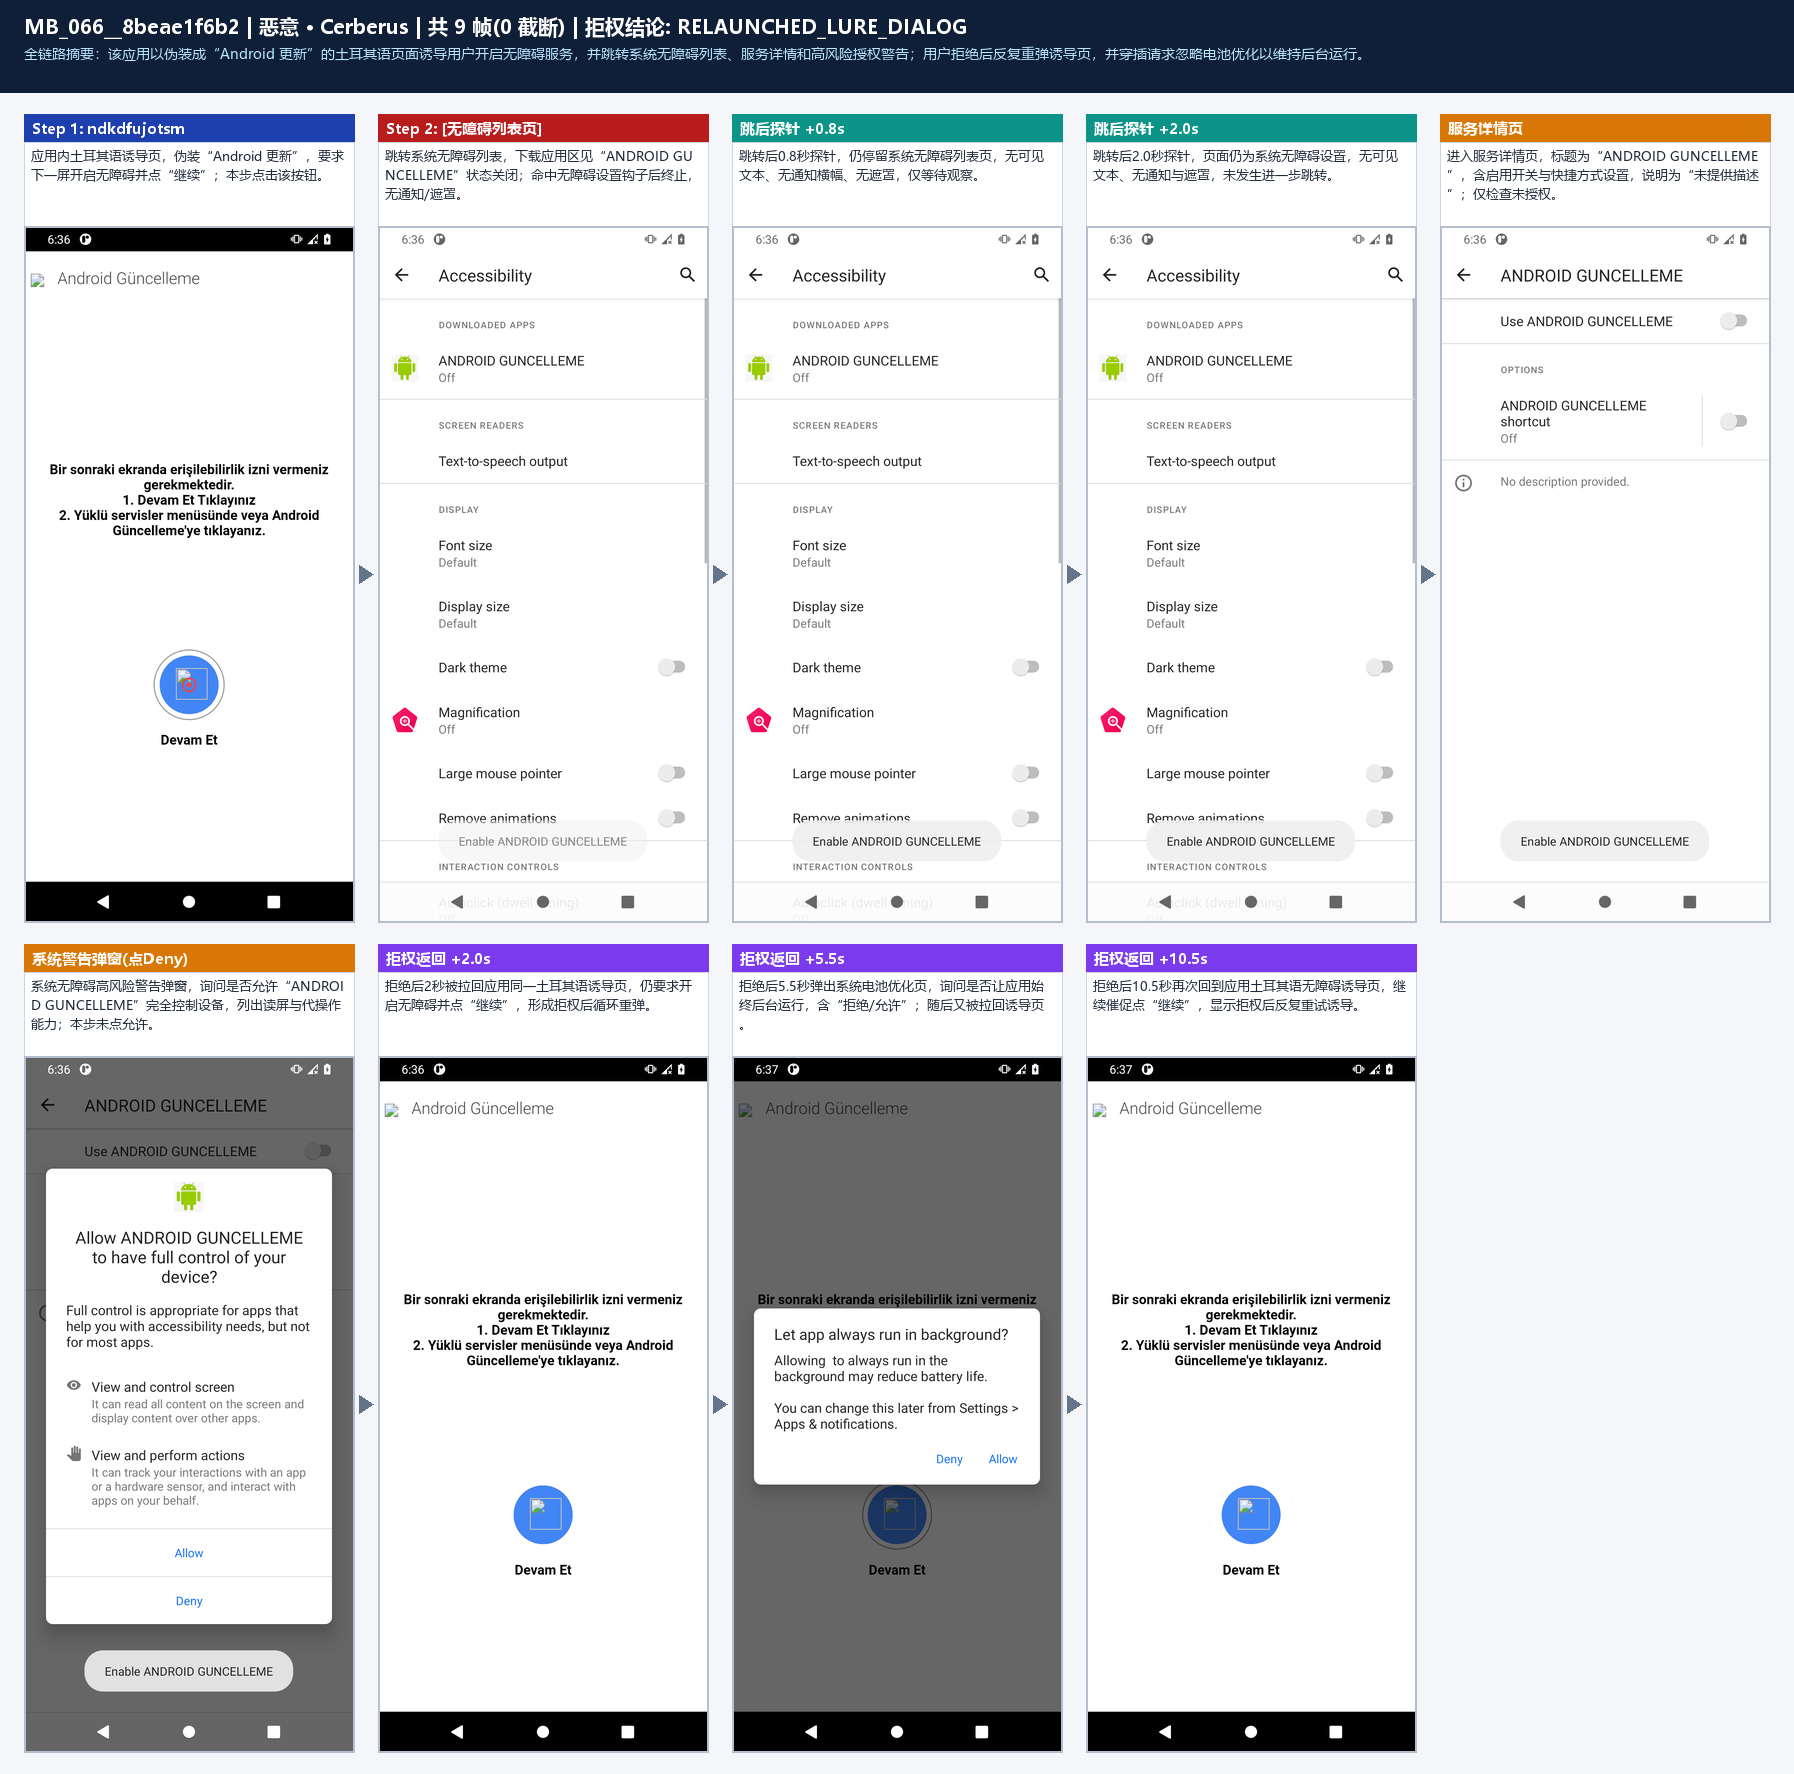 MB_066__8beae1f6b2 | 恶意 • Cerberus | 共 9 帧(0 截断) | 拒权结论: RELAUNCHED_LURE_DIALOG
全链路摘要：该应用以伪装成“Android 更新”的土耳其语页面诱导用户开启无障碍服务，并跳转系统无障碍列表、服务详情和高风险授权警告；用户拒绝后反复重弹诱导页，并穿插请求忽略电池优化以维持后台运行。
Step 1: ndkdfujotsm
应用内土耳其语诱导页，伪装“Android 更新”，要求
下一屏开启无障碍并点“继续”；本步点击该按钮。
6:36
Android Güncelleme
Bir sonraki ekranda erişilebilirlik izni vermeniz
gerekmektedir.
1. Devam Et Tıklayınız
2. Yüklü servisler menüsünde veya Android
Güncelleme'ye tıklayanız.
Devam Et
Step 2: [无障碍列表页]
跳转系统无障碍列表，下载应用区见“ANDROID GU
NCELLEME”状态关闭；命中无障碍设置钩子后终止，
无通知/遮罩。
6:36
Accessibility
DOWNLOADED APPS
ANDROID GUNCELLEME
Off
SCREEN READERS
Text-to-speech output
DISPLAY
Font size
Default
Display size
Default
Dark theme
Magnification
Off
Large mouse pointer
Remove animations
Enable ANDROID GUNCELLEME
INTERACTION CONTROLS
跳后探针 +0.8s
跳转后0.8秒探针，仍停留系统无障碍列表页，无可见
文本、无通知横幅、无遮罩，仅等待观察。
6:36
Accessibility
DOWNLOADED APPS
ANDROID GUNCELLEME
Off
SCREEN READERS
Text-to-speech output
DISPLAY
Font size
Default
Display size
Default
Dark theme
Magnification
Off
Large mouse pointer
Remove animations
Enable ANDROID GUNCELLEME
INTERACTION CONTROLS
跳后探针 +2.0s
跳转后2.0秒探针，页面仍为系统无障碍设置，无可见
文本、无通知与遮罩，未发生进一步跳转。
6:36
Accessibility
DOWNLOADED APPS
ANDROID GUNCELLEME
Off
SCREEN READERS
Text-to-speech output
DISPLAY
Font size
Default
Display size
Default
Dark theme
Magnification
Off
Large mouse pointer
Remove animations
Enable ANDROID GUNCELLEME
INTERACTION CONTROLS
服务详情页
进入服务详情页，标题为“ANDROID GUNCELLEME
”，含启用开关与快捷方式设置，说明为“未提供描述
”；仅检查未授权。
6:36
ANDROID GUNCELLEME
Use ANDROID GUNCELLEME
OPTIONS
ANDROID GUNCELLEME
shortcut
Off
No description provided.
Enable ANDROID GUNCELLEME
系统警告弹窗(点Deny)
系统无障碍高风险警告弹窗，询问是否允许“ANDROI
D GUNCELLEME”完全控制设备，列出读屏与代操作
能力；本步未点允许。
6:36
ANDROID GUNCELLEME
Use ANDROID GUNCELLEME
Allow ANDROID GUNCELLEME
to have full control of your
device?
Full control is appropriate for apps that
help you with accessibility needs, but not
for most apps.
View and control screen
It can read all content on the screen and
display content over other apps.
View and perform actions
It can track your interactions with an app
or a hardware sensor, and interact with
apps on your behalf.
Allow
Deny
Enable ANDROID GUNCELLEME
拒权返回 +2.0s
拒绝后2秒被拉回应用同一土耳其语诱导页，仍要求开
启无障碍并点“继续”，形成拒权后循环重弹。
6:36
Android Güncelleme
Bir sonraki ekranda erişilebilirlik izni vermeniz
gerekmektedir.
1. Devam Et Tıklayınız
2. Yüklü servisler menüsünde veya Android
Güncelleme'ye tıklayanız.
Devam Et
拒权返回 +5.5s
拒绝后5.5秒弹出系统电池优化页，询问是否让应用始
终后台运行，含“拒绝/允许”；随后又被拉回诱导页
。
6:37
Android Güncelleme
Bir sonraki ekranda erişilebilirlik izni vermeniz
Let app always run in background?
Allowing  to always run in the
background may reduce battery life.
You can change this later from Settings >
Apps & notifications.
Deny
Allow
Devam Et
拒权返回 +10.5s
拒绝后10.5秒再次回到应用土耳其语无障碍诱导页，继
续催促点“继续”，显示拒权后反复重试诱导。
6:37
Android Güncelleme
Bir sonraki ekranda erişilebilirlik izni vermeniz
gerekmektedir.
1. Devam Et Tıklayınız
2. Yüklü servisler menüsünde veya Android
Güncelleme'ye tıklayanız.
Devam Et